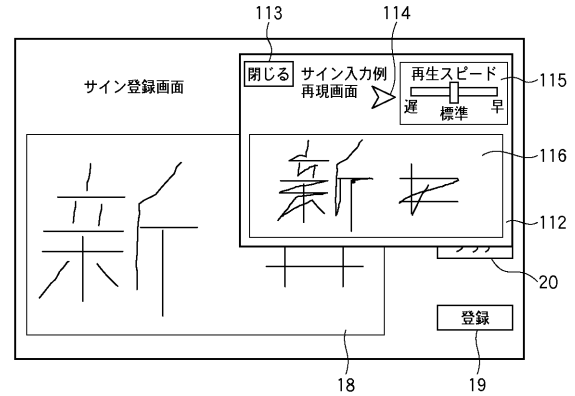 113
114
閉じる
サイン入力例
再現画面
再生スピード
遅
標準
早
115
サイン登録画面
116
新
112
新
20
登録
18
19